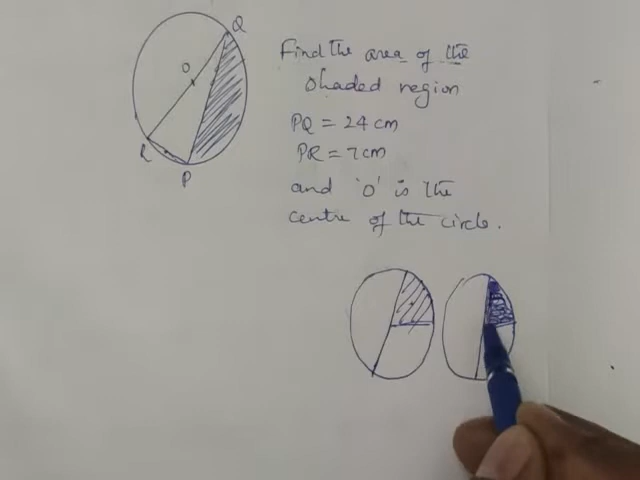 Q
O
R
P
Find the area of the
shaded region
PQ = 24 cm
PR = 7 cm
and 'O' is the
centre of the circle.